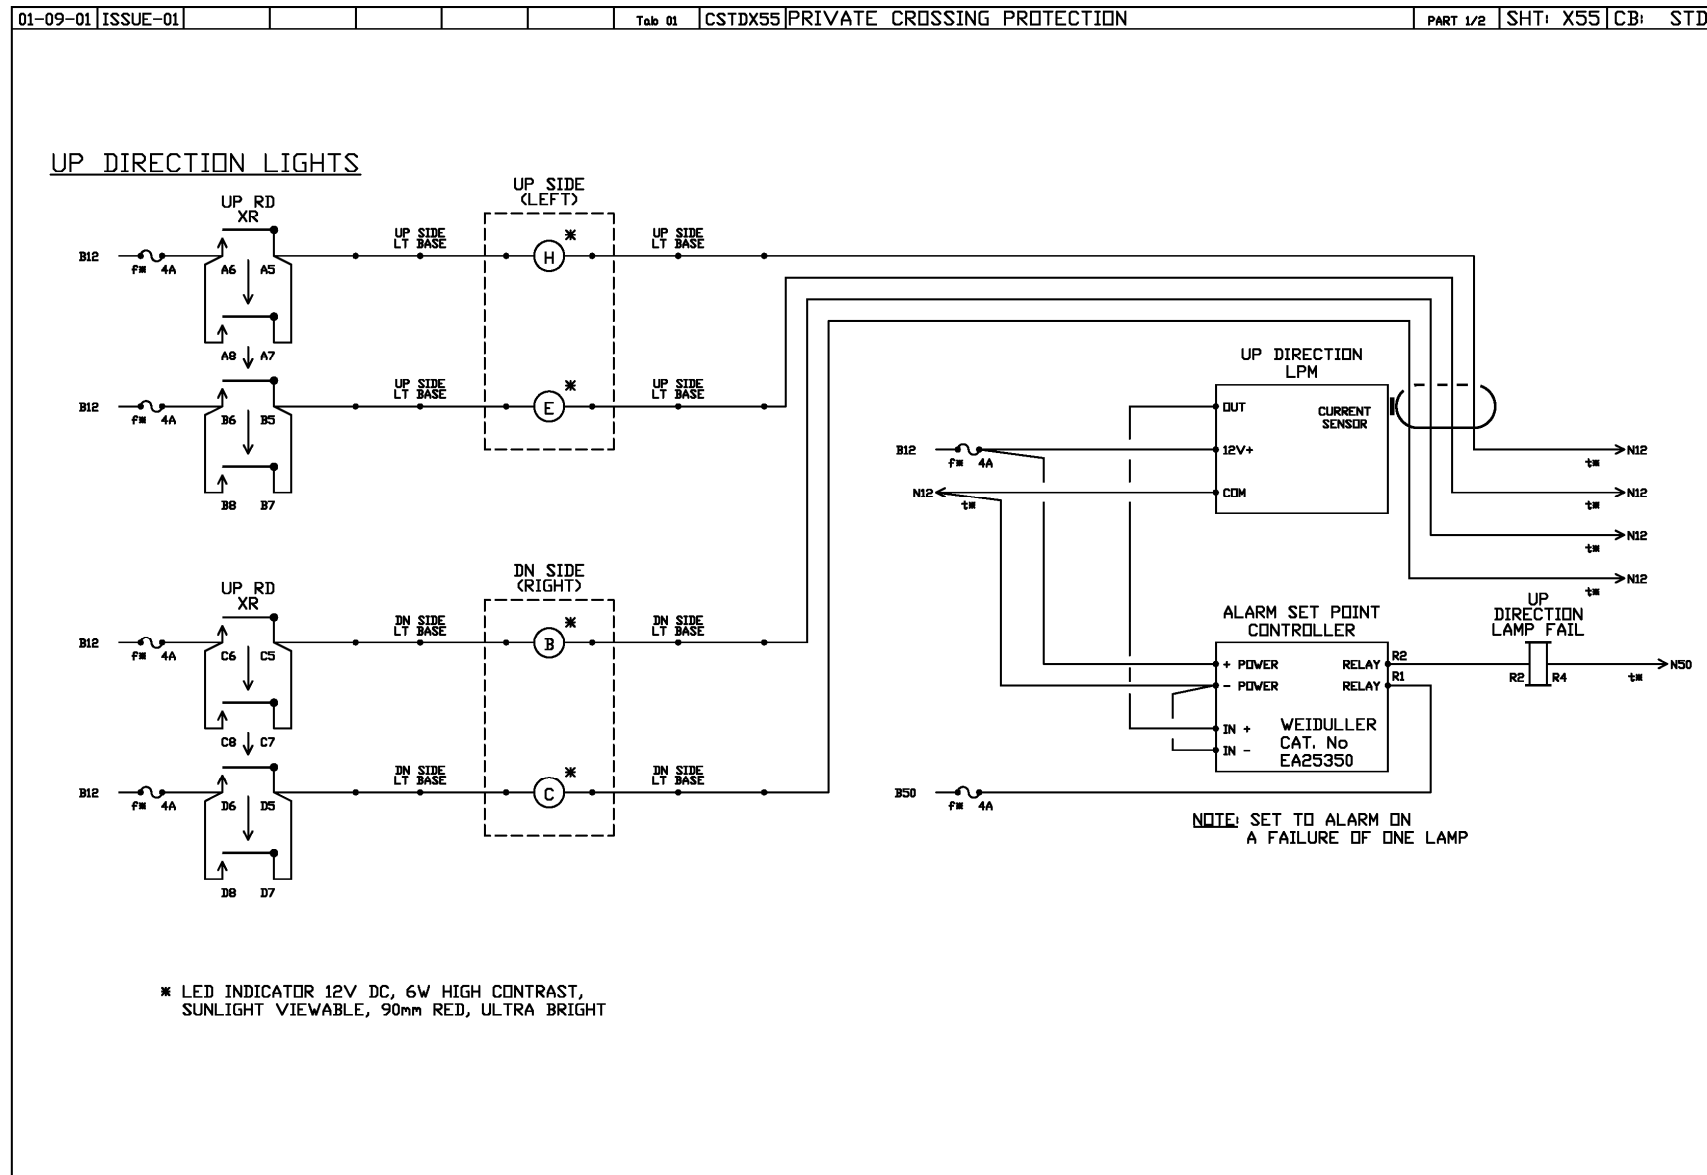 01-09-01 ISSUE-01 Tab 01 CSTDX55 PRIVATE CROSSING PROTECTION PART 1/2 SHT: X55 CB: STD
UP DIRECTION LIGHTS
UP RD
XR
B12
f* 4A
A6 A5
A8 A7
B12
f* 4A
B6 B5
B8 B7
UP SIDE
LT BASE
UP SIDE
(LEFT)
*
H
UP SIDE
LT BASE
UP SIDE
LT BASE
*
E
UP SIDE
LT BASE
UP RD
XR
B12
f* 4A
C6 C5
C8 C7
B12
f* 4A
D6 D5
D8 D7
DN SIDE
LT BASE
DN SIDE
(RIGHT)
*
B
DN SIDE
LT BASE
DN SIDE
LT BASE
*
C
DN SIDE
LT BASE
UP DIRECTION
LPM
OUT
12V+
COM
CURRENT
SENSOR
B12
f* 4A
N12
t*
N12
t*
N12
t*
N12
t*
N12
t*
ALARM SET POINT
CONTROLLER
+ POWER
- POWER
IN +
IN -
RELAY R2
RELAY R1
WEIDULLER
CAT. No
EA25350
UP
DIRECTION
LAMP FAIL
R2 R4
N50
t*
B50
f* 4A
NOTE: SET TO ALARM ON
A FAILURE OF ONE LAMP
* LED INDICATOR 12V DC, 6W HIGH CONTRAST,
SUNLIGHT VIEWABLE, 90mm RED, ULTRA BRIGHT